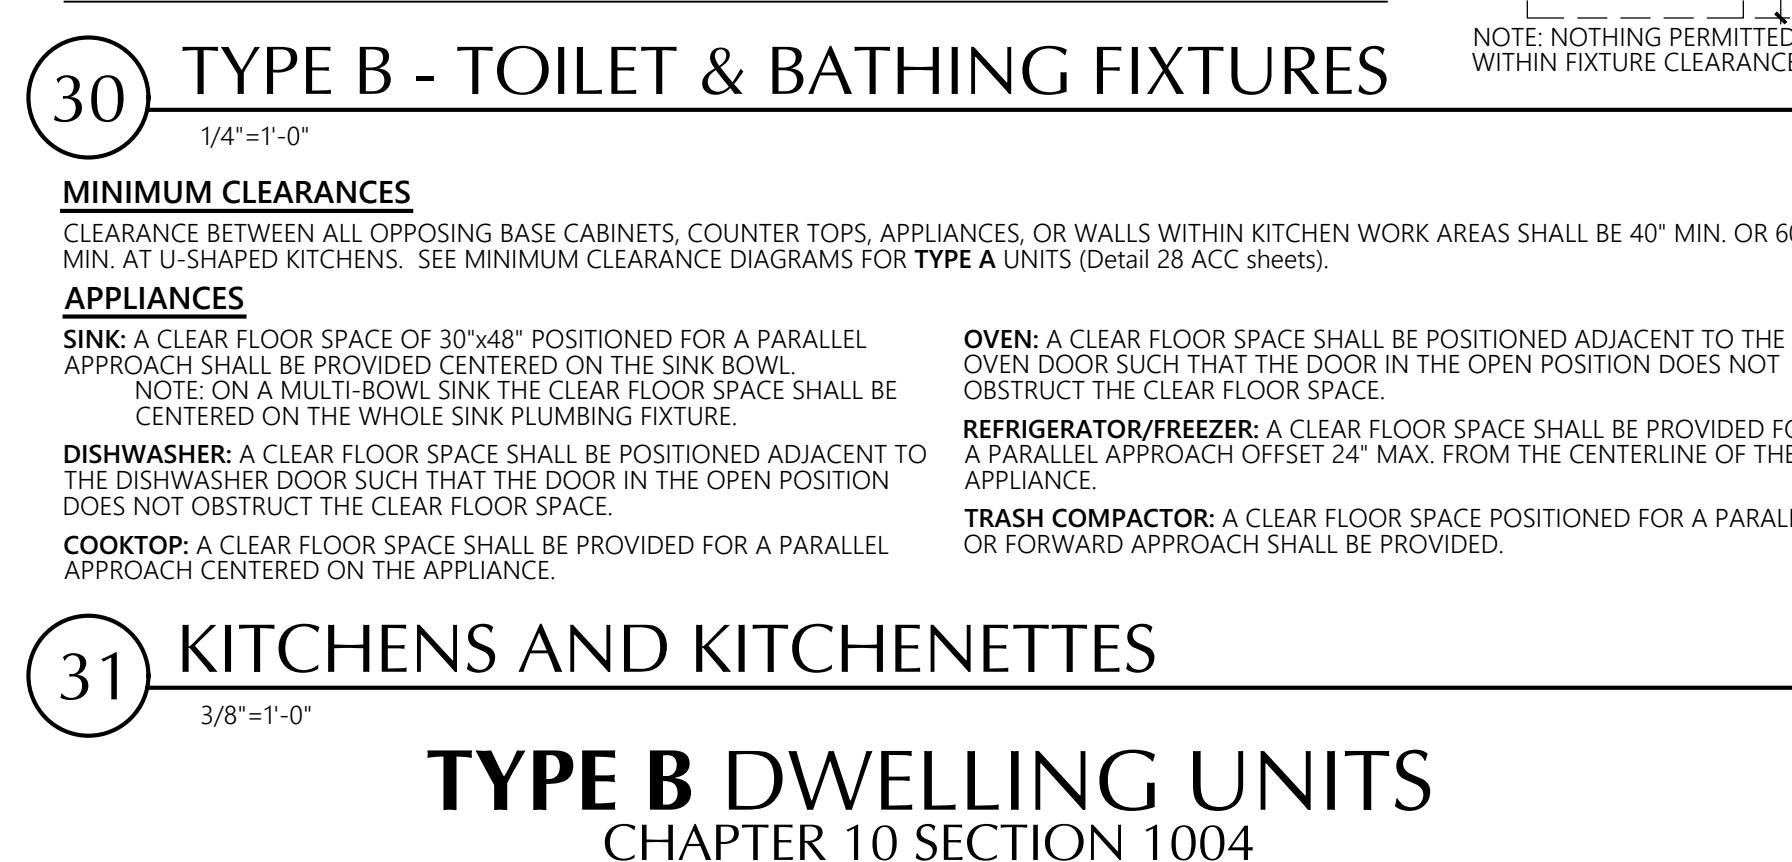 NOTE: NOTHING PERMITTED
WITHIN FIXTURE CLEARANCE
30
TYPE B - TOILET & BATHING FIXTURES
1/4"=1'-0"
MINIMUM CLEARANCES
CLEARANCE BETWEEN ALL OPPOSING BASE CABINETS, COUNTER TOPS, APPLIANCES, OR WALLS WITHIN KITCHEN WORK AREAS SHALL BE 40" MIN. OR
MIN. AT U-SHAPED KITCHENS. SEE MINIMUM CLEARANCE DIAGRAMS FOR TYPE A UNITS (Detail 28 ACC sheets).
APPLIANCES
SINK: A CLEAR FLOOR SPACE OF 30"x48" POSITIONED FOR A PARALLEL
APPROACH SHALL BE PROVIDED CENTERED ON THE SINK BOWL.
NOTE: ON A MULTI-BOWL SINK THE CLEAR FLOOR SPACE SHALL BE
CENTERED ON THE WHOLE SINK PLUMBING FIXTURE.
DISHWASHER: A CLEAR FLOOR SPACE SHALL BE POSITIONED ADJACENT TO
THE DISHWASHER DOOR SUCH THAT THE DOOR IN THE OPEN POSITION
DOES NOT OBSTRUCT THE CLEAR FLOOR SPACE.
COOKTOP: A CLEAR FLOOR SPACE SHALL BE PROVIDED FOR A PARALLEL
APPROACH CENTERED ON THE APPLIANCE.
OVEN: A CLEAR FLOOR SPACE SHALL BE POSITIONED ADJACENT TO THE
OVEN DOOR SUCH THAT THE DOOR IN THE OPEN POSITION DOES NOT
OBSTRUCT THE CLEAR FLOOR SPACE.
REFRIGERATOR/FREEZER: A CLEAR FLOOR SPACE SHALL BE PROVIDED
A PARALLEL APPROACH OFFSET 24" MAX. FROM THE CENTERLINE OF THE
APPLIANCE.
TRASH COMPACTOR: A CLEAR FLOOR SPACE POSITIONED FOR A
OR FORWARD APPROACH SHALL BE PROVIDED.
31
KITCHENS AND KITCHENETTES
3/8"=1'-0"
TYPE B DWELLING UNITS
CHAPTER 10 SECTION 1004